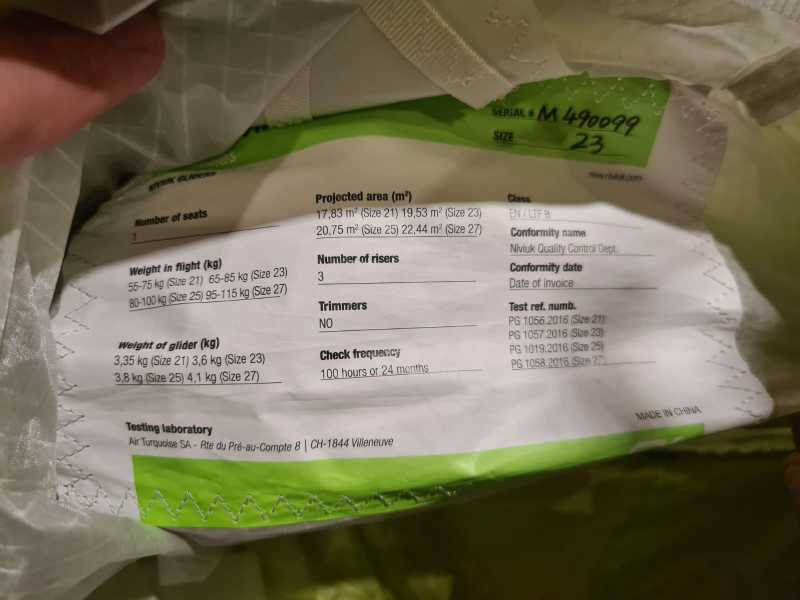 SERIAL # M 490099
SIZE 23
NIVIUK GLIDERS
www.niviuk.com
Number of seats
1
Weight in flight (kg)
55-75 kg (Size 21) 65-85 kg (Size 23)
80-100 kg (Size 25) 95-115 kg (Size 27)
Weight of glider (kg)
3,35 kg (Size 21) 3,6 kg (Size 23)
3,8 kg (Size 25) 4,1 kg (Size 27)
Projected area (m²)
17,83 m² (Size 21) 19,53 m² (Size 23)
20,75 m² (Size 25) 22,44 m² (Size 27)
Number of risers
3
Trimmers
NO
Check frequency
100 hours or 24 months
Class
EN / LTF B
Conformity name
Niviuk Quality Control Dept.
Conformity date
Date of invoice
Test ref. numb.
PG 1056.2016 (Size 21)
PG 1057.2016 (Size 23)
PG 1019.2016 (Size 25)
PG 1058.2016 (Size 27)
Testing laboratory
Air Turquoise SA - Rte du Pré-au-Compte 8 | CH-1844 Villeneuve
MADE IN CHINA